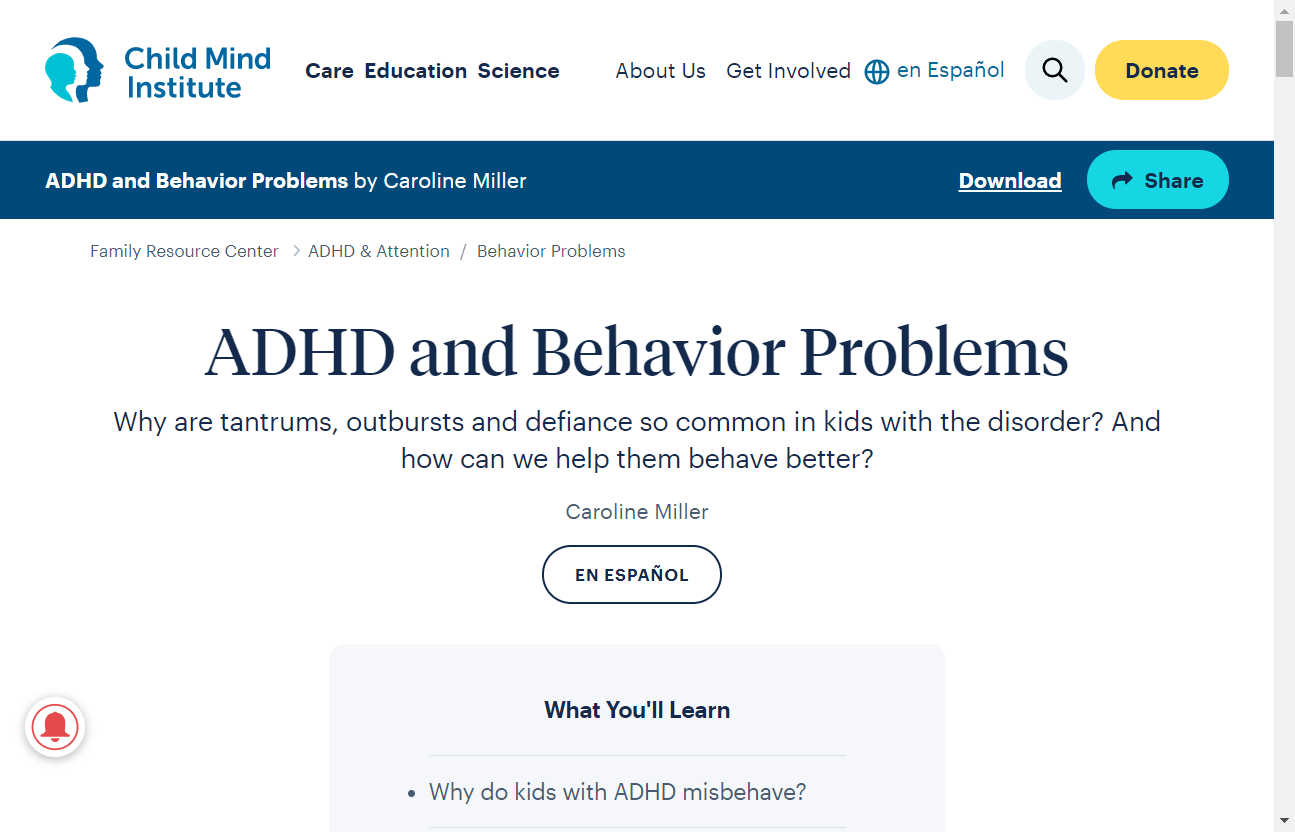 Child Mind
Institute
Care Education Science
About Us Get Involved en Español
Donate
ADHD and Behavior Problems by Caroline Miller
Download
Share
Family Resource Center > ADHD & Attention / Behavior Problems
ADHD and Behavior Problems
Why are tantrums, outbursts and defiance so common in kids with the disorder? And
how can we help them behave better?
Caroline Miller
EN ESPAÑOL
What You'll Learn
• Why do kids with ADHD misbehave?